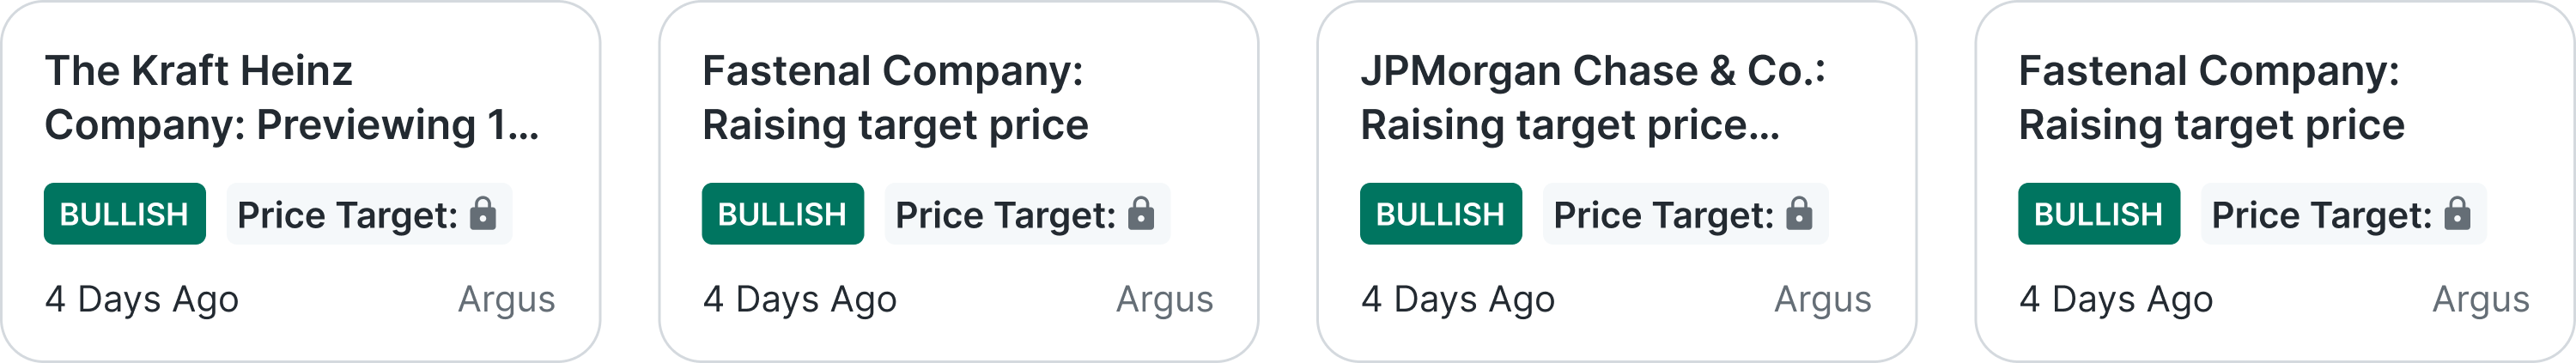 The Kraft Heinz
Company: Previewing 1...
BULLISH Price Target:
4 Days Ago Argus
Fastenal Company:
Raising target price
BULLISH Price Target:
4 Days Ago Argus
JPMorgan Chase & Co.:
Raising target price...
BULLISH Price Target:
4 Days Ago Argus
Fastenal Company:
Raising target price
BULLISH Price Target:
4 Days Ago Argus